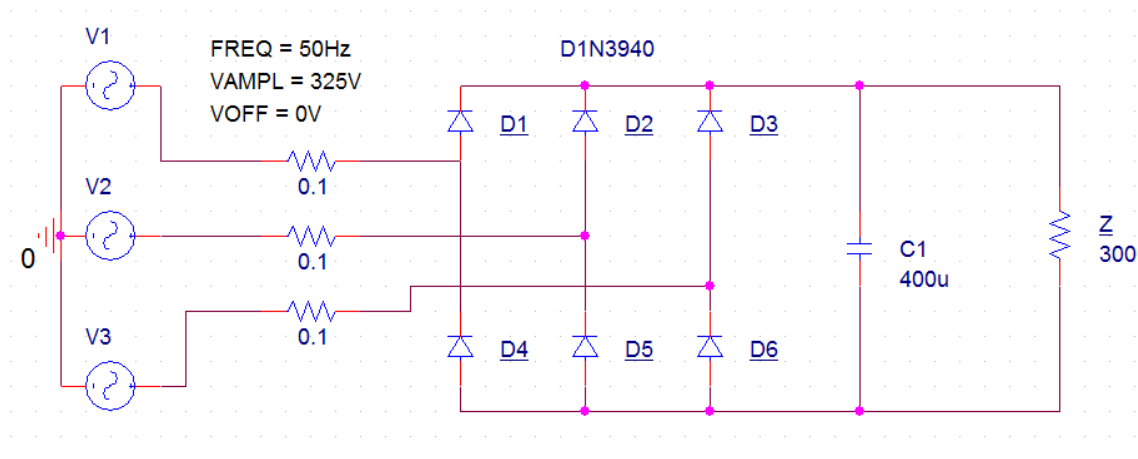 V1
FREQ = 50Hz
VAMPL = 325V
VOFF = 0V
D1N3940
D1
D2
D3
0.1
V2
0
0.1
C1
400u
Z
300
V3
0.1
D4
D5
D6